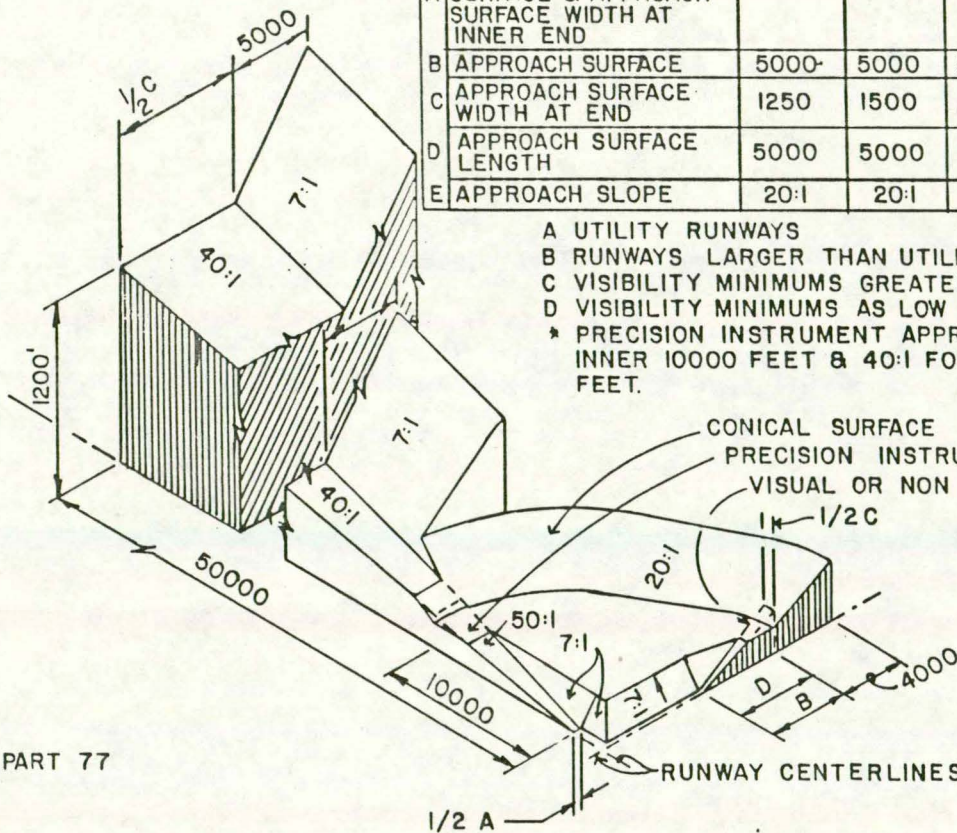 SURFACE WIDTH AT
INNER END
B APPROACH SURFACE 5000 5000
C APPROACH SURFACE WIDTH AT END 1250 1500
D APPROACH SURFACE LENGTH 5000 5000
E APPROACH SLOPE 20:1 20:1
A UTILITY RUNWAYS
B RUNWAYS LARGER THAN UTIL
C VISIBILITY MINIMUMS GREATE
D VISIBILITY MINIMUMS AS LOW
* PRECISION INSTRUMENT APPR
INNER 10000 FEET & 40:1 FO
FEET.
5000
1/2 C
7:1
40:1
1200'
7:1
40:1
CONICAL SURFACE
PRECISION INSTRU
VISUAL OR NON
1/2 C
20:1
50000
50:1
7:1
10000
7:1
D
B
4000
PART 77
RUNWAY CENTERLINES
1/2 A